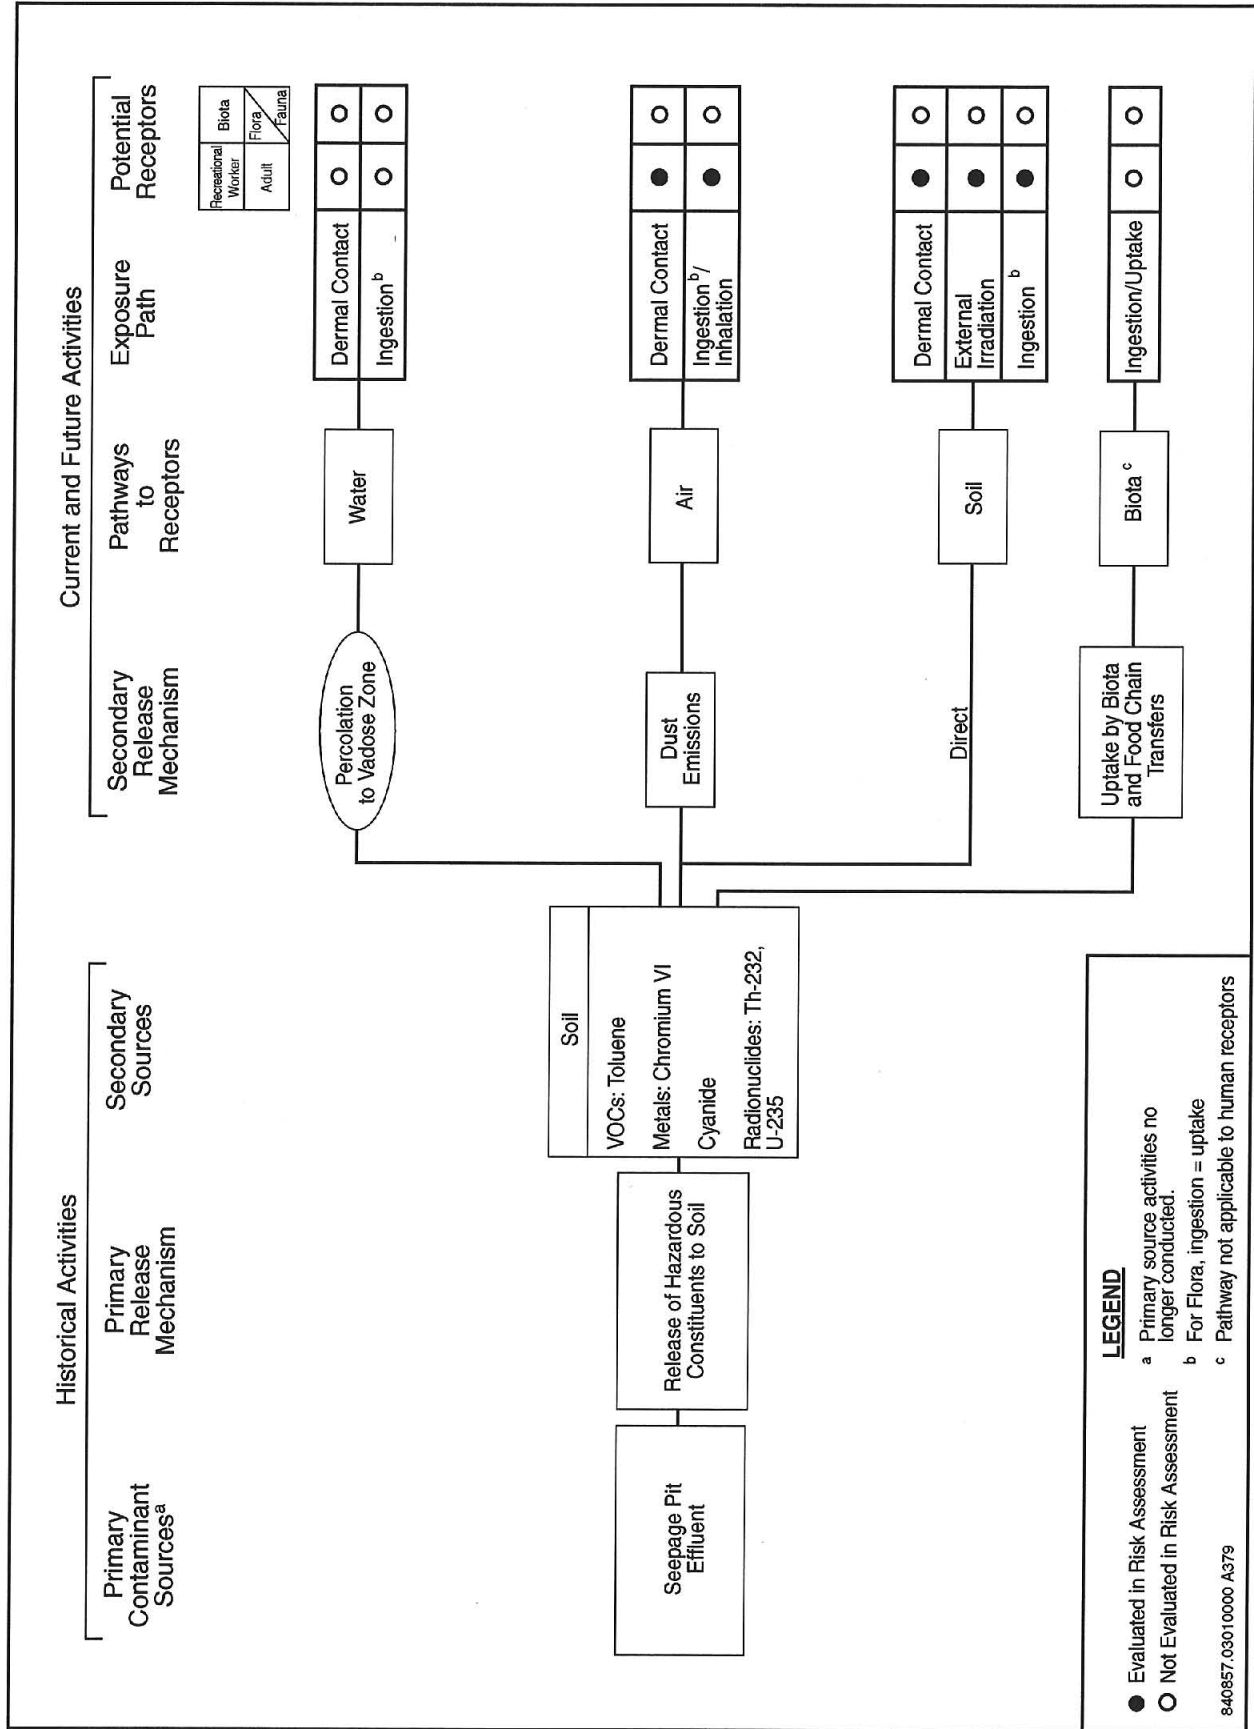 Historical Activities
Current and Future Activities
Primary
Contaminant
Sourcesᵃ
Primary
Release
Mechanism
Secondary
Sources
Secondary
Release
Mechanism
Pathways
to
Receptors
Exposure
Path
Potential
Receptors
Recreational
Worker
Biota
Adult
Flora
Fauna
Seepage Pit
Effluent
Release of Hazardous
Constituents to Soil
Soil
VOCs: Toluene
Metals: Chromium VI
Cyanide
Radionuclides: Th-232,
U-235
Percolation
to Vadose Zone
Water
Dermal Contact
Ingestionᵇ
Dust
Emissions
Air
Dermal Contact
Ingestionᵇ/
Inhalation
Direct
Soil
Dermal Contact
External
Irradiation
Ingestion ᵇ
Uptake by Biota
and Food Chain
Transfers
Biota ᶜ
Ingestion/Uptake
LEGEND
● Evaluated in Risk Assessment
○ Not Evaluated in Risk Assessment
a Primary source activities no
longer conducted.
b For Flora, ingestion = uptake
c Pathway not applicable to human receptors
840857.03010000 A379